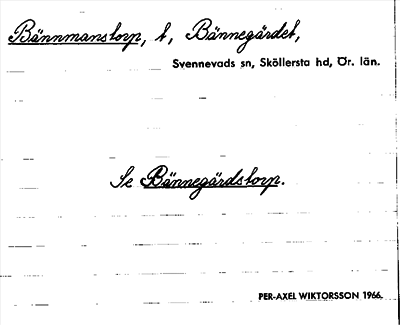 Bännmanstorp, t, Bännegärdet,
Svennevads sn, Sköllersta hd, Ör. län.
Se Bännegärdstorp.
PER-AXEL WIKTORSSON 1966.